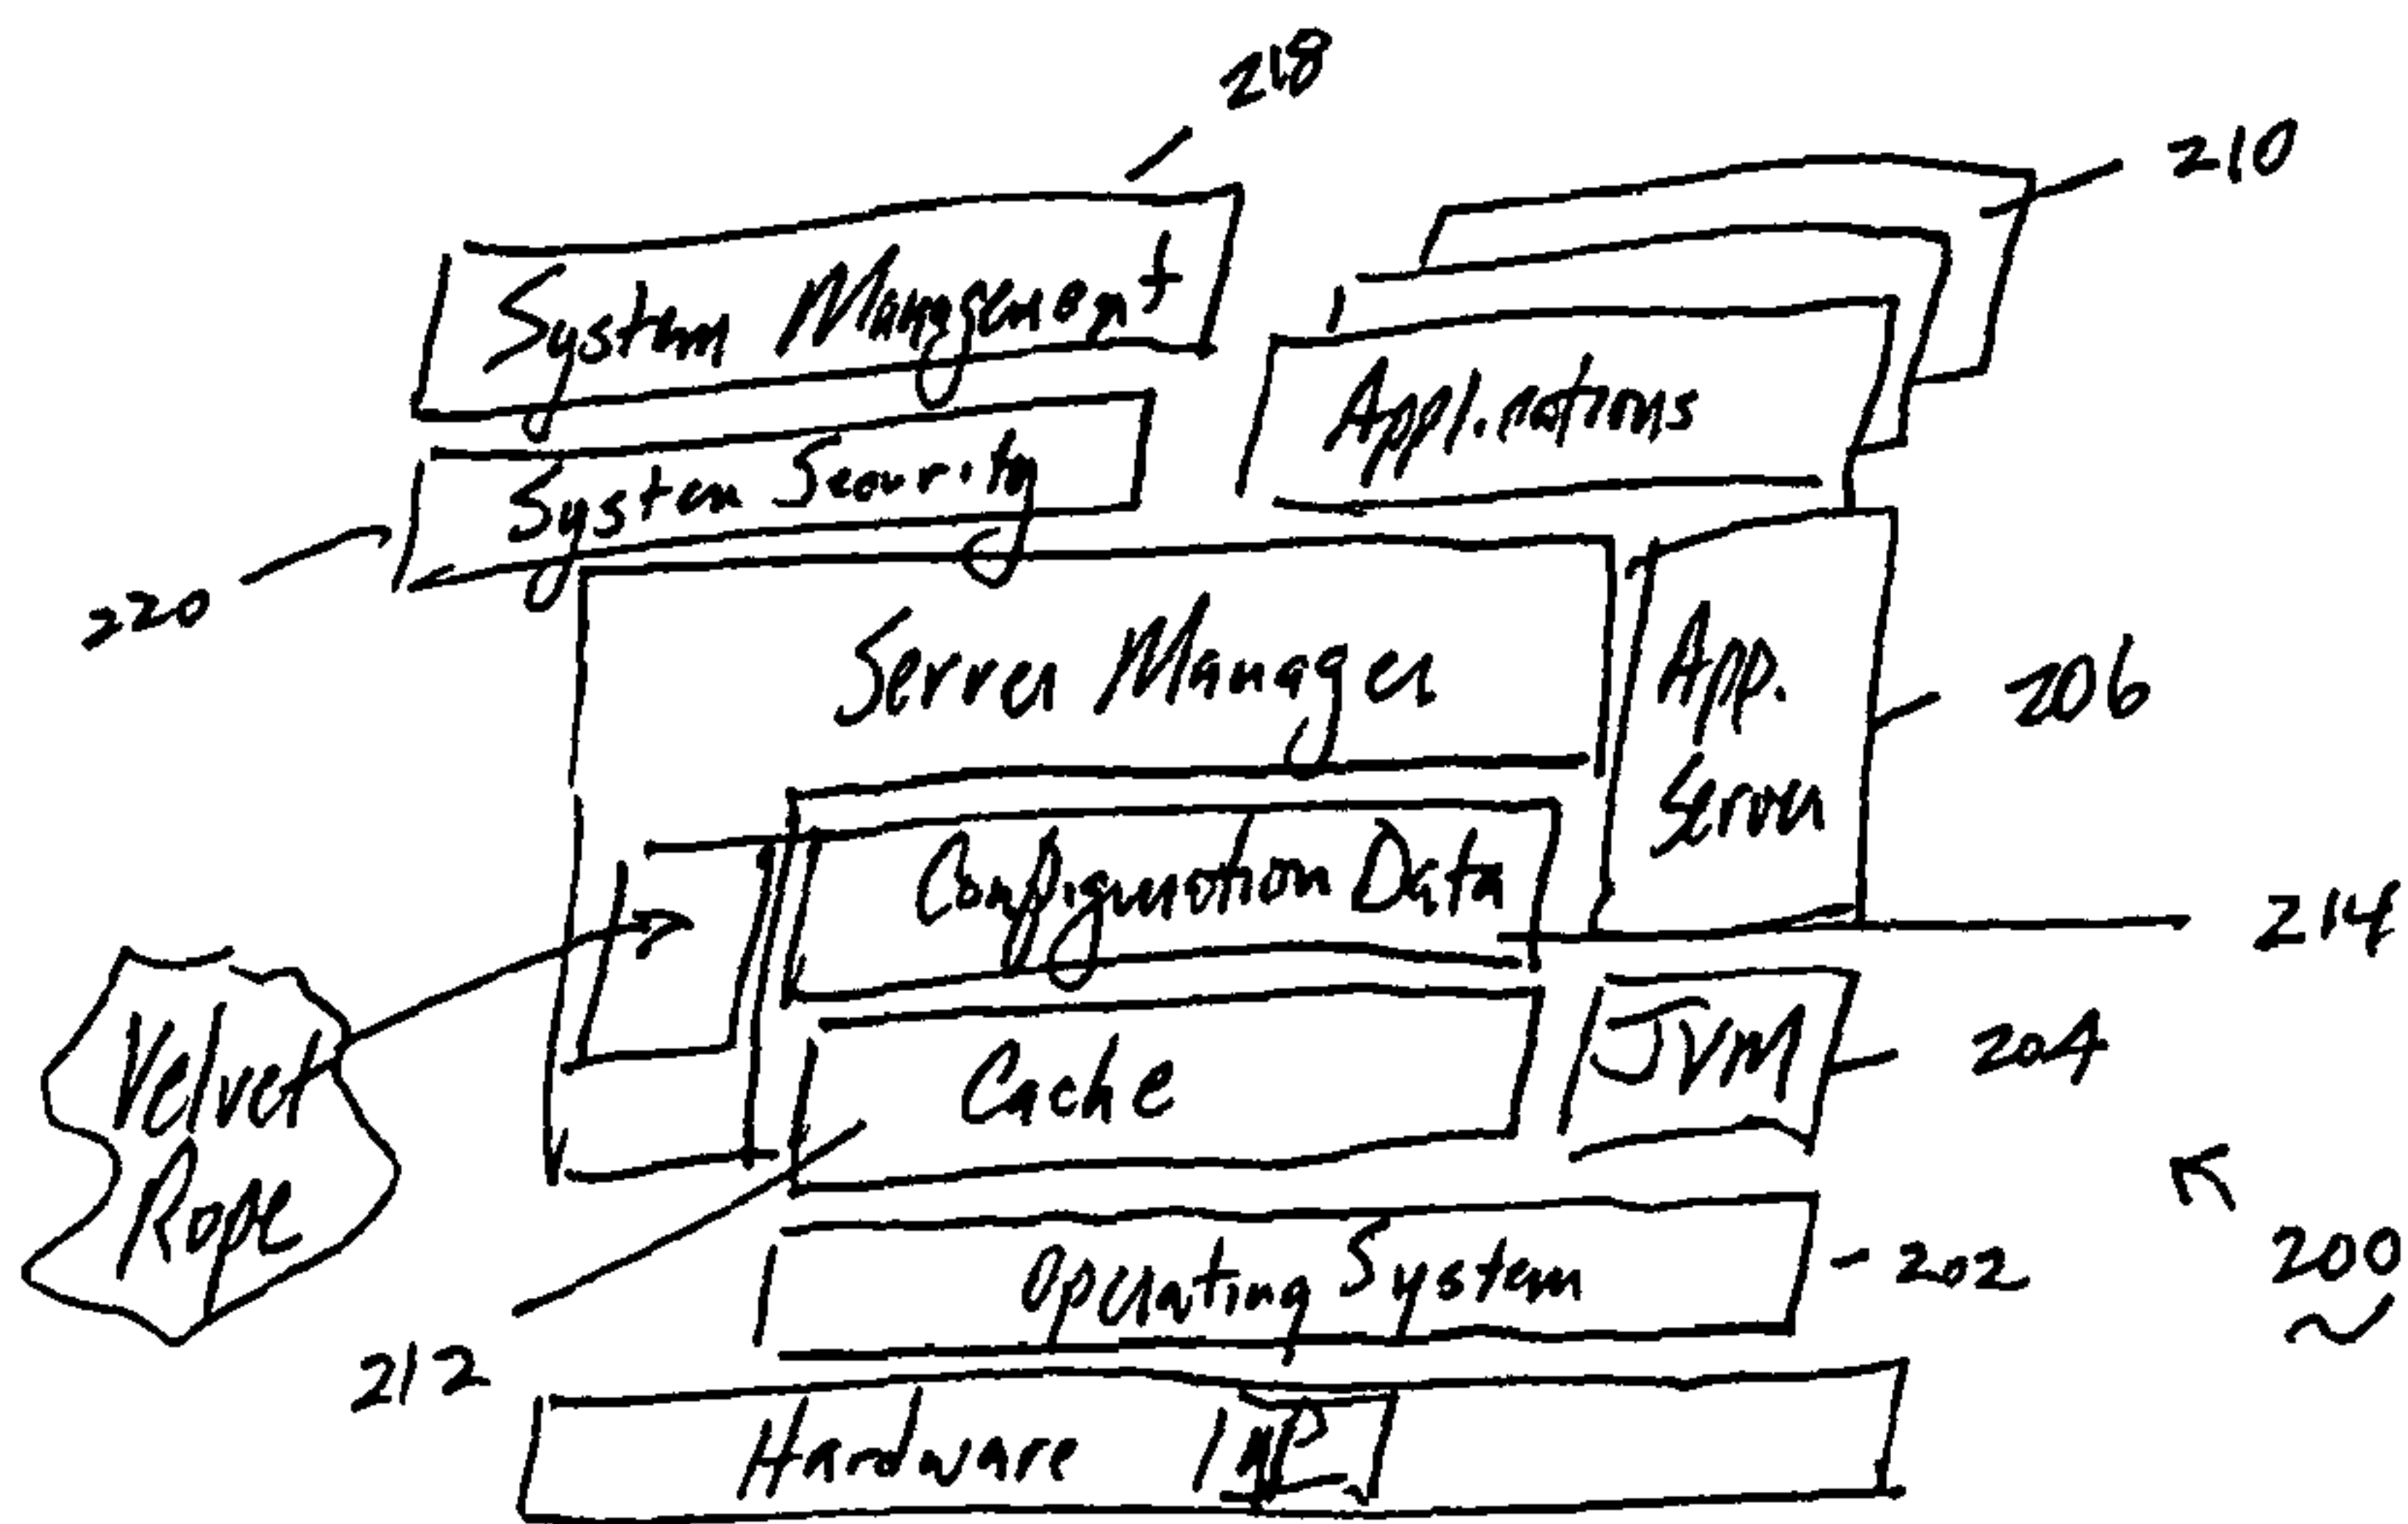 218
210
System Management
Applications
System Security
220
Server Manager
App.
Server
206
Configuration Data
214
Velvet
Rope
Cache
JVM
204
Operating System
202
200
212
Hardware